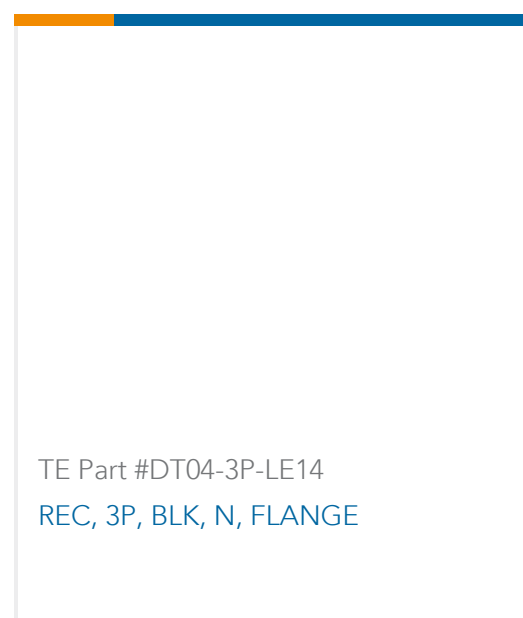 TE Part #DT04-3P-LE14
REC, 3P, BLK, N, FLANGE